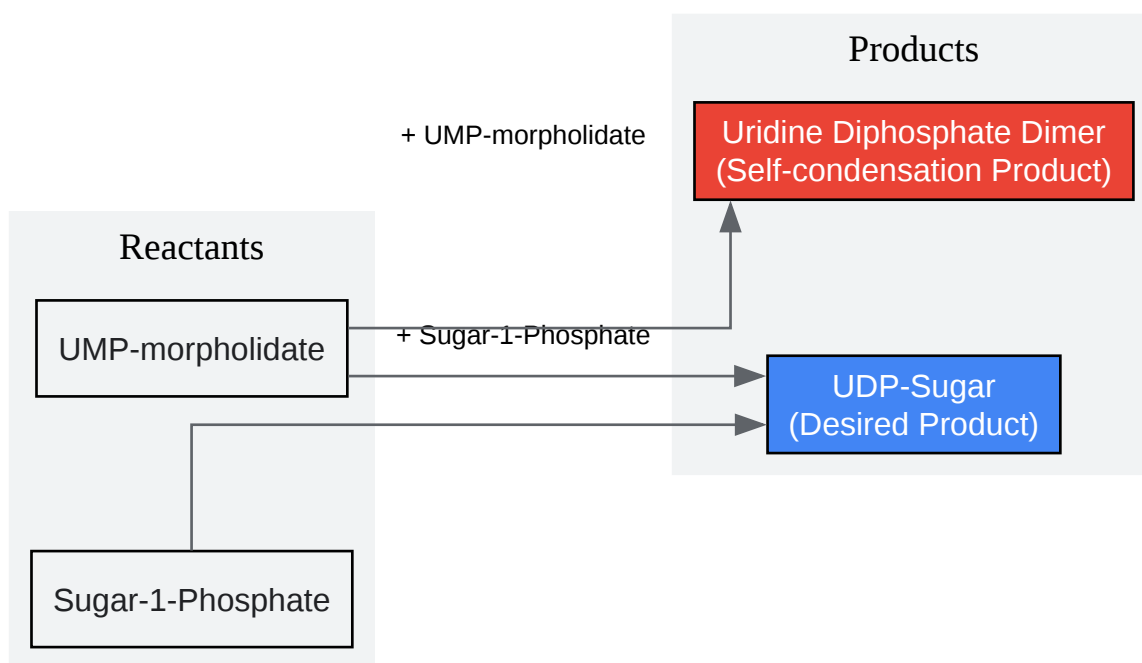 Products
+ UMP-morpholidate
Uridine Diphosphate Dimer
(Self-condensation Product)
Reactants
UMP-morpholidate
+ Sugar-1-Phosphate
UDP-Sugar
(Desired Product)
Sugar-1-Phosphate